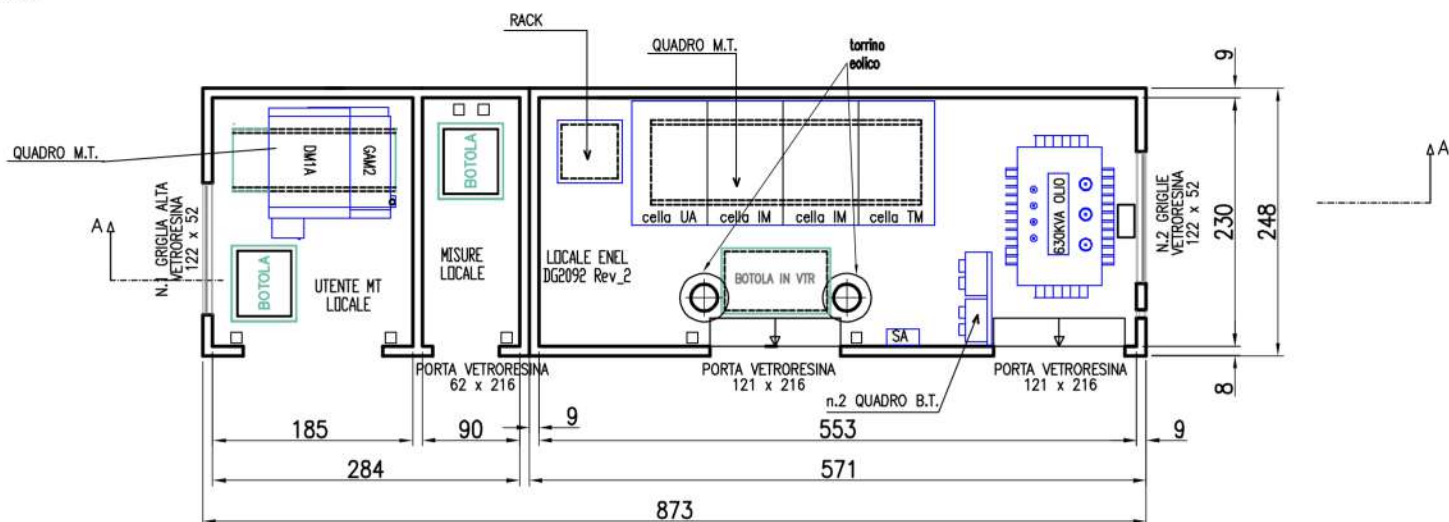 RACK
QUADRO M.T.
torrino
eolico
9
QUADRO M.T.
DM1A
GAM2
BOTOLA
cella UA
cella IM
cella IM
cella TM
630KVA OLIO
N.1 GRIGLIA ALTA
VETRORESINA
122 x 52
N.2 GRIGLIE
VETRORESINA
122 x 52
230
248
A
A
BOTOLA
UTENTE MT
LOCALE
MISURE
LOCALE
LOCALE ENEL
DG2092 Rev_2
BOTOLA IN VTR
SA
PORTA VETRORESINA
62 x 216
PORTA VETRORESINA
121 x 216
PORTA VETRORESINA
121 x 216
n.2 QUADRO B.T.
8
185
90
9
553
9
284
571
873